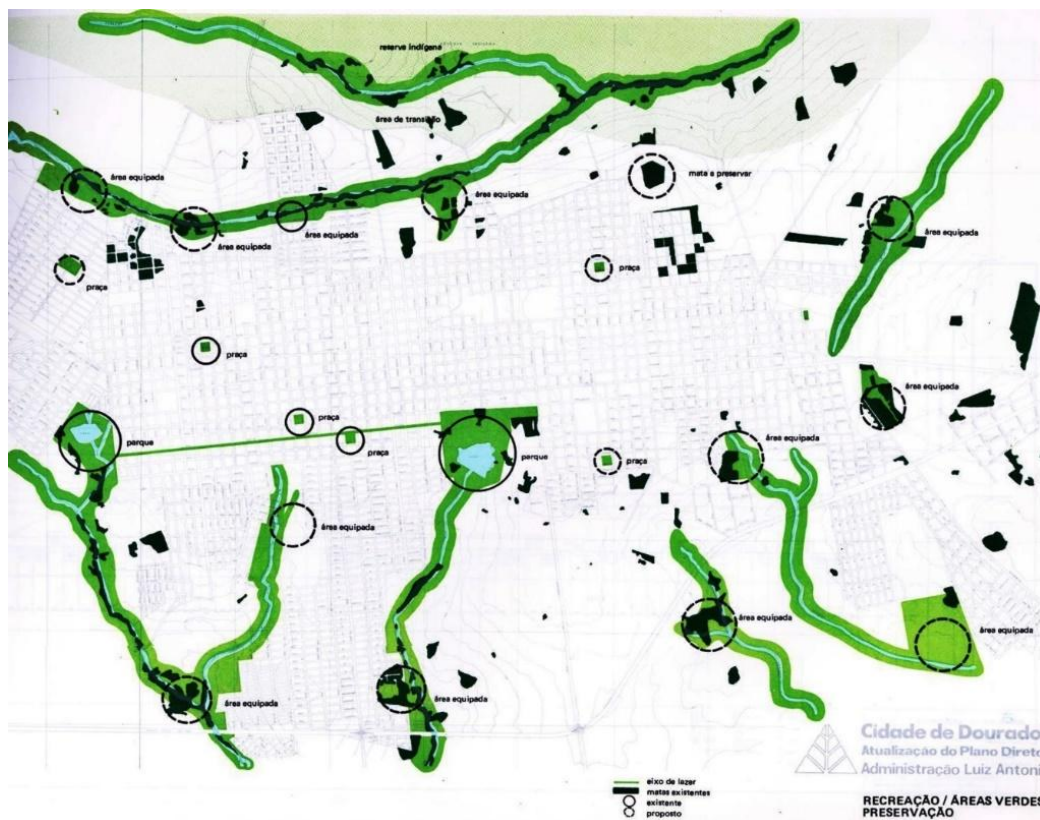 reserva indígena
área de transição
área equipada
área equipada
mata a preservar
área equipada
área equipada
área equipada
área equipada
praça
praça
praça
área equipada
praça
praça
praça
área equipada
parque
parque
área equipada
área equipada
área equipada
área equipada
área equipada
Cidade de Dourado
Atualização do Plano Direto
Administração Luiz Antoni
eixo de lazer
matas existentes
existente
proposto
RECREAÇÃO / ÁREAS VERDES
PRESERVAÇÃO